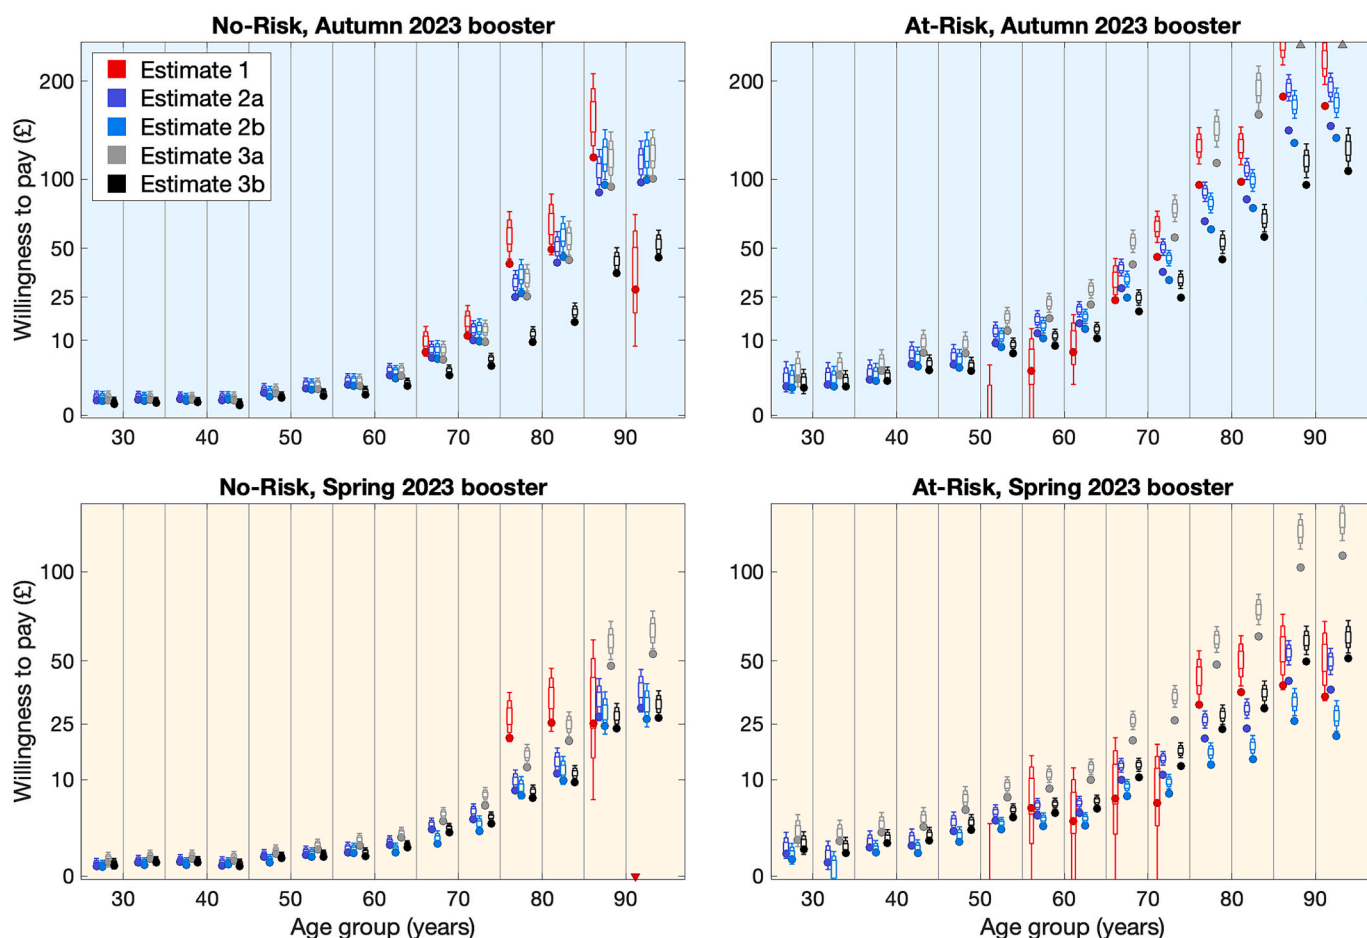 No-Risk, Autumn 2023 booster
At-Risk, Autumn 2023 booster
Estimate 1
Estimate 2a
Estimate 2b
Estimate 3a
Estimate 3b
Willingness to pay (£)
200
100
50
25
10
0
30 40 50 60 70 80 90
200
100
50
25
10
0
30 40 50 60 70 80 90
No-Risk, Spring 2023 booster
At-Risk, Spring 2023 booster
Willingness to pay (£)
100
50
25
10
0
30 40 50 60 70 80 90
Age group (years)
100
50
25
10
0
30 40 50 60 70 80 90
Age group (years)